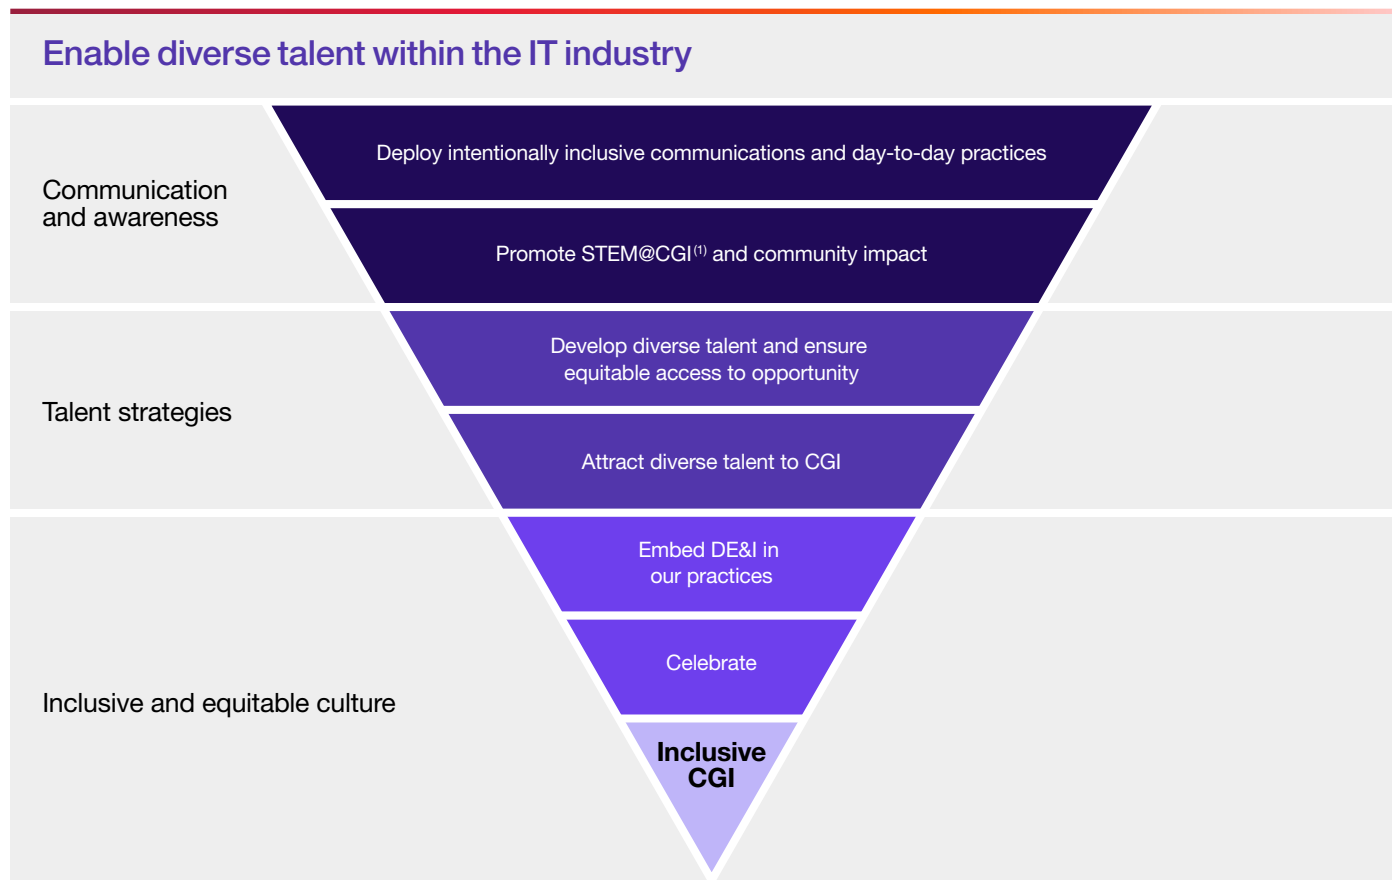 Enable diverse talent within the IT industry
Communication
and awareness
Deploy intentionally inclusive communications and day-to-day practices
Promote STEM@CGI(1) and community impact
Talent strategies
Develop diverse talent and ensure
equitable access to opportunity
Attract diverse talent to CGI
Inclusive and equitable culture
Embed DE&I in
our practices
Celebrate
Inclusive
CGI